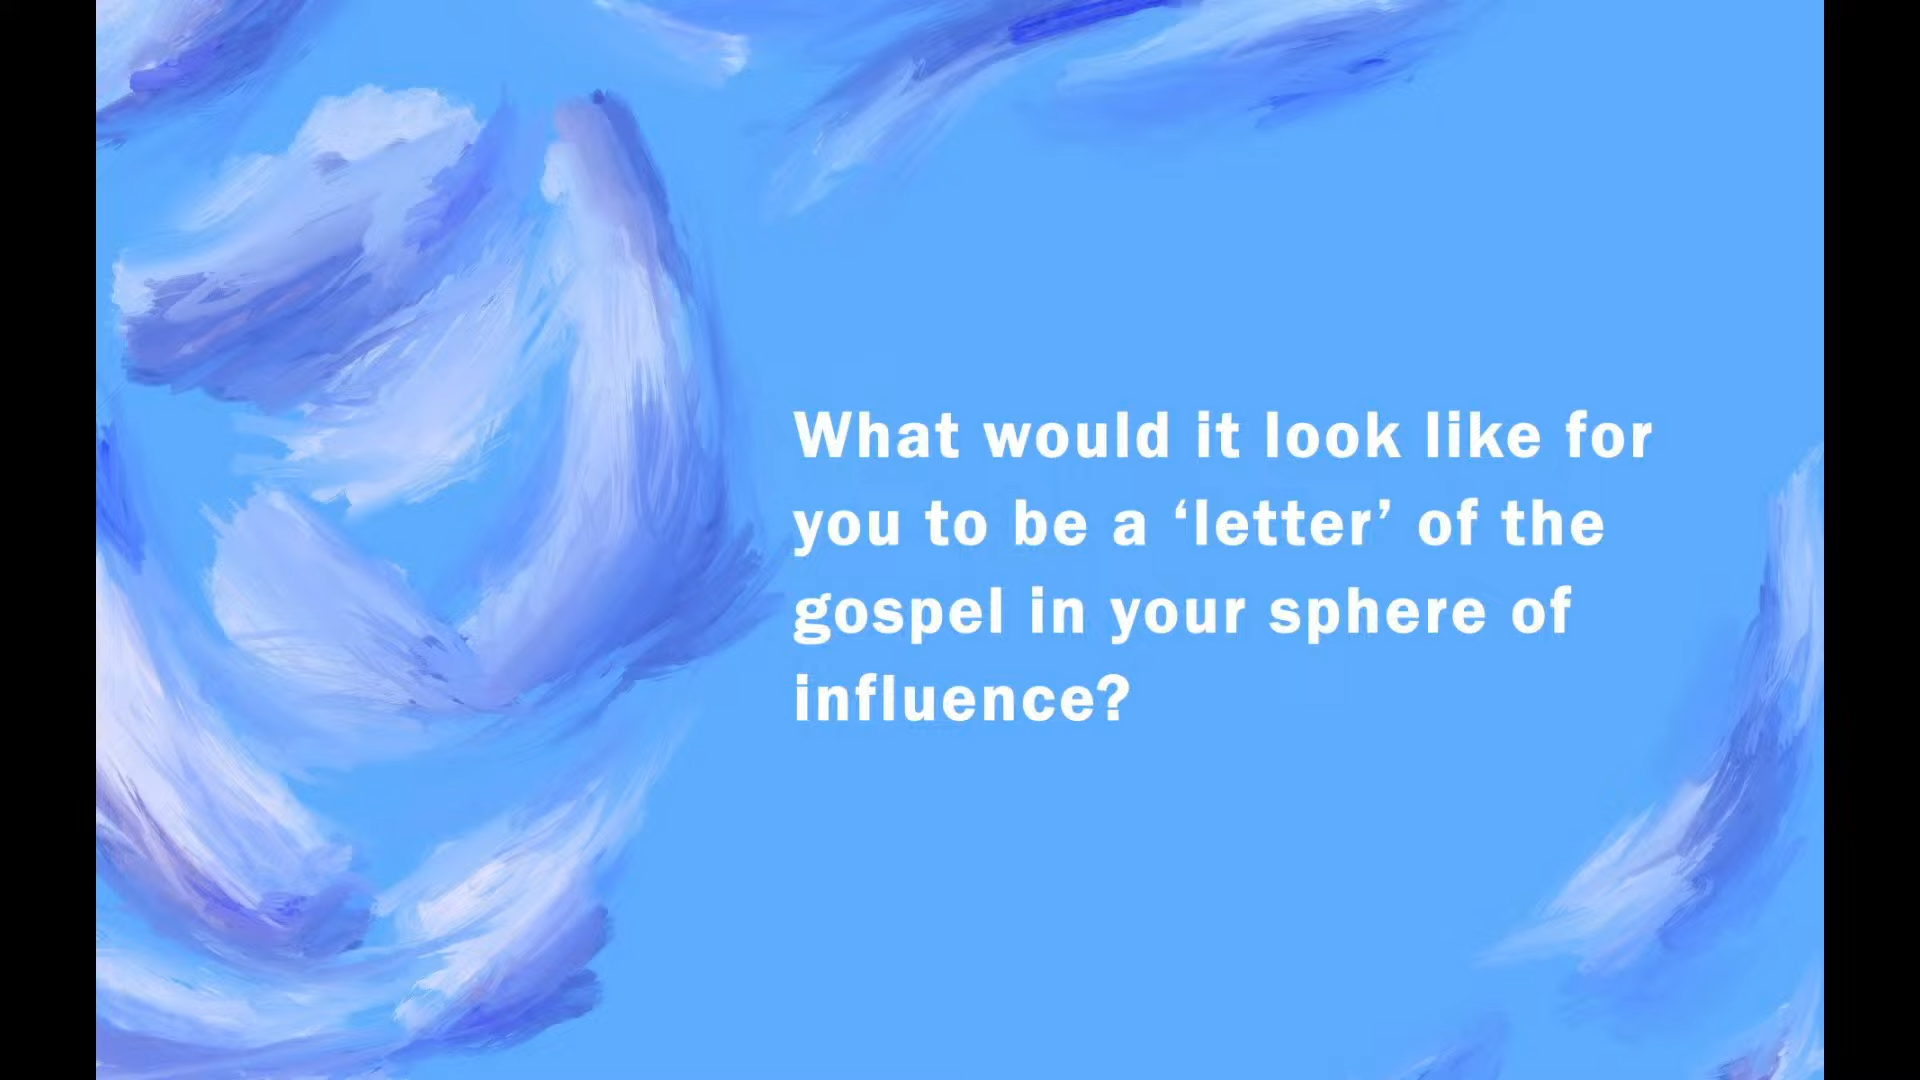 What would it look like for
you to be a ‘letter’ of the
gospel in your sphere of
influence?